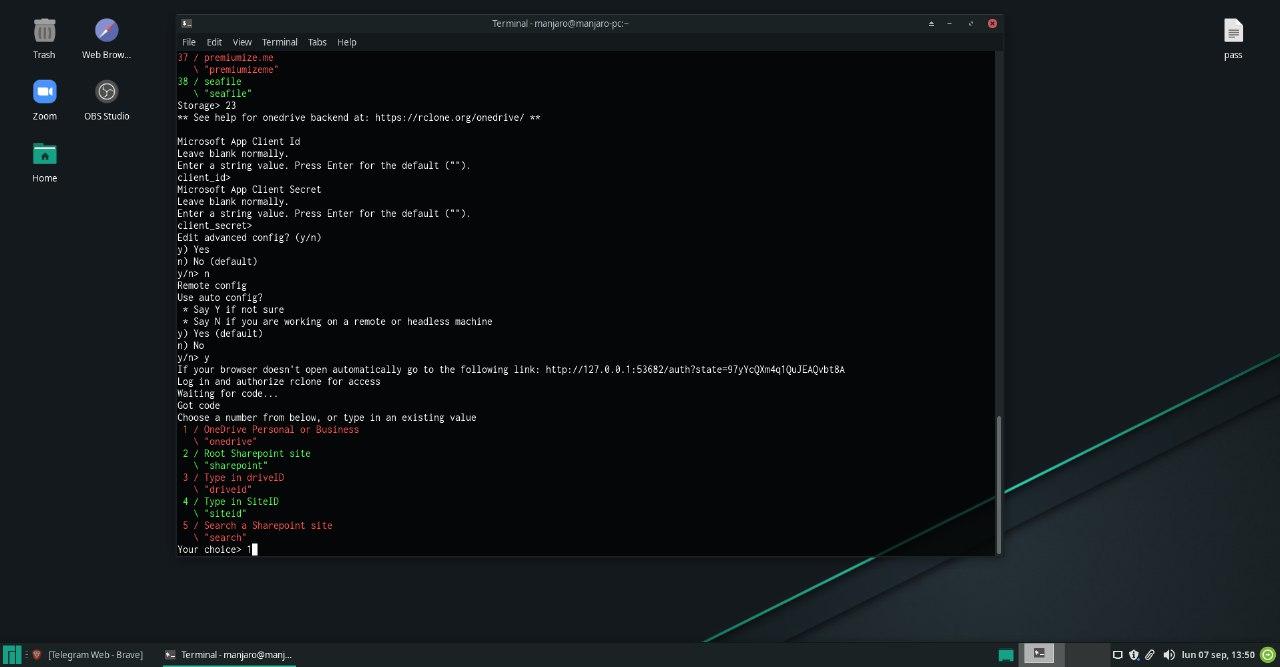 Terminal - manjaro@manjaro-pc:~
File Edit View Terminal Tabs Help
37 / premiumize.me
\ "premiumizeme"
38 / seafile
\ "seafile"
Storage> 23
** See help for onedrive backend at: https://rclone.org/onedrive/ **
Microsoft App Client Id
Leave blank normally.
Enter a string value. Press Enter for the default ("").
client_id>
Microsoft App Client Secret
Leave blank normally.
Enter a string value. Press Enter for the default ("").
client_secret>
Edit advanced config? (y/n)
y) Yes
n) No (default)
y/n> n
Remote config
Use auto config?
* Say Y if not sure
* Say N if you are working on a remote or headless machine
y) Yes (default)
n) No
y/n> y
If your browser doesn't open automatically go to the following link: http://127.0.0.1:53682/auth?state=97yYcQXm4q1QuJEAQvbt8A
Log in and authorize rclone for access
Waiting for code...
Got code
Choose a number from below, or type in an existing value
1 / OneDrive Personal or Business
\ "onedrive"
2 / Root Sharepoint site
\ "sharepoint"
3 / Type in driveID
\ "driveid"
4 / Type in SiteID
\ "siteid"
5 / Search a Sharepoint site
\ "search"
Your choice> 1
Trash
Web Brow...
Zoom
OBS Studio
Home
pass
[Telegram Web - Brave]
Terminal - manjaro@manj...
lun 07 sep, 13:50